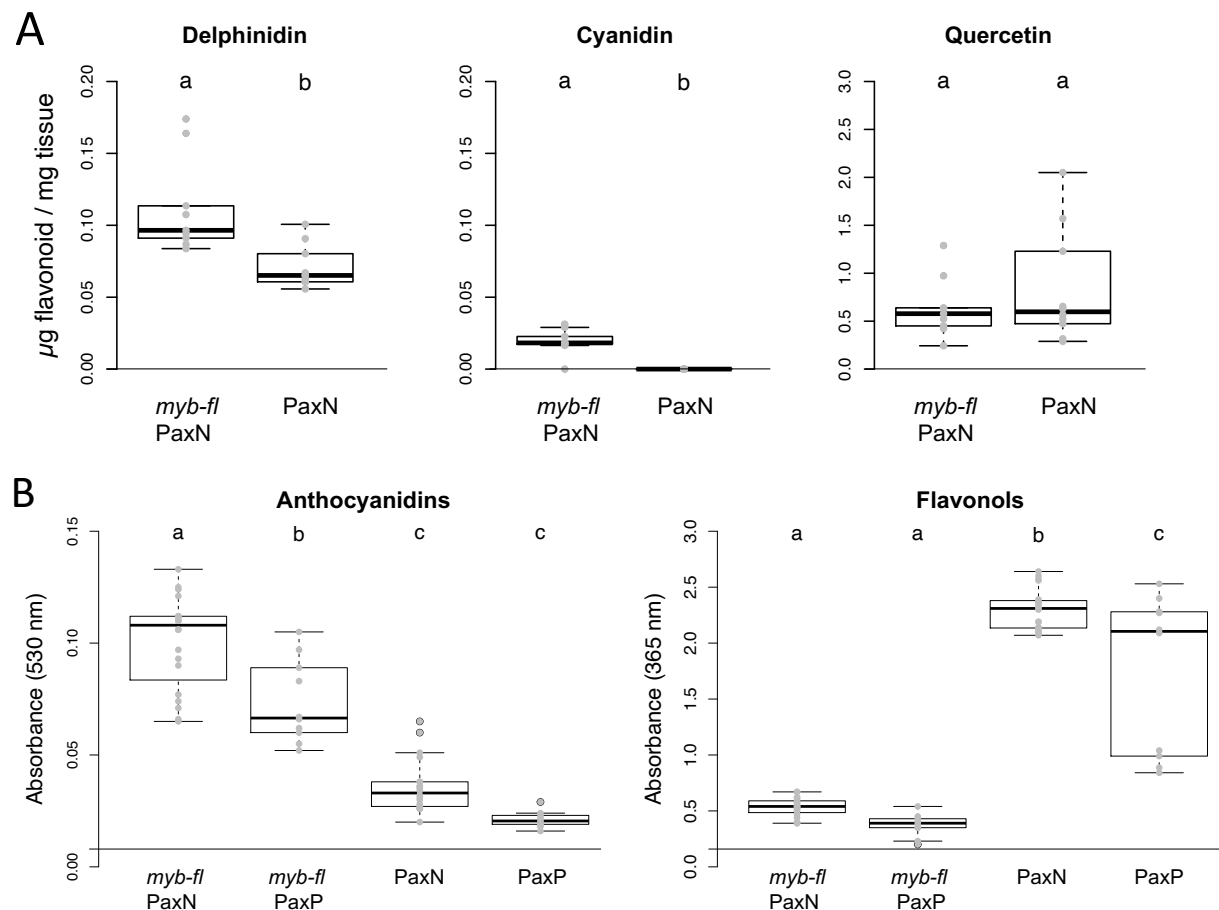 A
Delphinidin
Cyanidin
Quercetin
µg flavonoid / mg tissue
0.00 0.05 0.10 0.15 0.20
a b
myb-fl PaxN
PaxN
0.00 0.05 0.10 0.15 0.20
a b
myb-fl PaxN
PaxN
0.0 0.5 1.0 1.5 2.0 2.5 3.0
a a
myb-fl PaxN
PaxN
B
Anthocyanidins
Flavonols
Absorbance (530 nm)
0.00 0.05 0.10 0.15
a b c c
myb-fl PaxN
myb-fl PaxP
PaxN
PaxP
Absorbance (365 nm)
0.0 0.5 1.0 1.5 2.0 2.5 3.0
a a b c
myb-fl PaxN
myb-fl PaxP
PaxN
PaxP